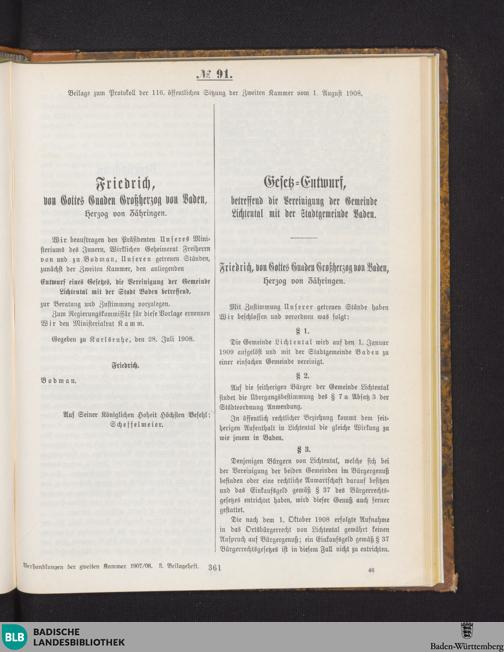 № 91.
Beilage zum Protokoll der 116. öffentlichen Sitzung der Zweiten Kammer vom 1. August 1908.
Friedrich,
von Gottes Gnaden Großherzog von Baden,
Herzog von Zähringen.
Wir beauftragen den Präsidenten Unseres Mini-
steriums des Innern, Wirklichen Geheimerat Freiherrn
von und zu Bodman, Unseren getreuen Ständen,
zunächst der Zweiten Kammer, den anliegenden
Entwurf eines Gesetzes, die Vereinigung der Gemeinde
Lichtental mit der Stadt Baden betreffend,
zur Beratung und Zustimmung vorzulegen.
Zum Regierungskommissär für diese Vorlage ernennen
Wir den Ministerialrat Kamm.
Gegeben zu Karlsruhe, den 28. Juli 1908.
Friedrich.
Bodman.
Auf Seiner Königlichen Hoheit Höchsten Befehl:
Scheffelmeier.
Gesetz-Entwurf,
betreffend die Vereinigung der Gemeinde
Lichtental mit der Stadtgemeinde Baden.
Friedrich, von Gottes Gnaden Großherzog von Baden,
Herzog von Zähringen.
Mit Zustimmung Unserer getreuen Stände haben
Wir beschlossen und verordnen was folgt:
§ 1.
Die Gemeinde Lichtental wird auf den 1. Januar
1909 aufgelöst und mit der Stadtgemeinde Baden zu
einer einfachen Gemeinde vereinigt.
§ 2.
Auf die seitherigen Bürger der Gemeinde Lichtental
findet die Übergangsbestimmung des § 7 a Absatz 3 der
Städteordnung Anwendung.
In öffentlich rechtlicher Beziehung kommt dem seit-
herigen Aufenthalt in Lichtental die gleiche Wirkung zu
wie jenem in Baden.
§ 3.
Denjenigen Bürgern von Lichtental, welche sich bei
der Vereinigung der beiden Gemeinden im Bürgergenuß
befinden oder eine rechtliche Anwartschaft darauf besitzen
und das Einkaufsgeld gemäß § 37 des Bürgerrechts-
gesetzes entrichtet haben, wird dieser Genuß auch ferner
gestattet.
Die nach dem 1. Oktober 1908 erfolgte Aufnahme
in das Ortsbürgerrecht von Lichtental gewährt keinen
Anspruch auf Bürgergenuß; ein Einkaufsgeld gemäß § 37
Bürgerrechtsgesetzes ist in diesem Fall nicht zu entrichten.
Verhandlungen der zweiten Kammer 1907/08. 5. Beilagenheft. 361
46
BLB BADISCHE
LANDESBIBLIOTHEK
Baden-Württemberg